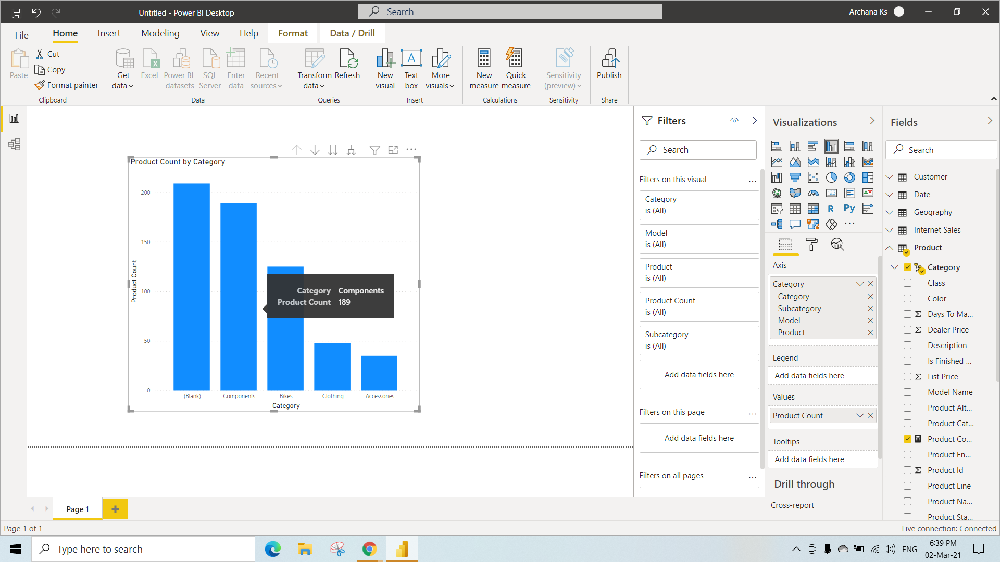 Untitled - Power BI Desktop
Search
Archana Ks
File
Home
Insert
Modeling
View
Help
Format
Data / Drill
Paste
Cut
Copy
Format painter
Clipboard
Get data
Excel
Power BI datasets
SQL Server
Enter data
Recent sources
Data
Transform data
Refresh
Queries
New visual
Text box
More visuals
Insert
New measure
Quick measure
Calculations
Sensitivity (preview)
Sensitivity
Publish
Share
Product Count by Category
Product Count
200
150
100
50
0
Category Components
Product Count 189
(Blank)
Components
Bikes
Clothing
Accessories
Category
Filters
Search
Filters on this visual
...
Category
is (All)
Model
is (All)
Product
is (All)
Product Count
is (All)
Subcategory
is (All)
Add data fields here
Filters on this page
...
Add data fields here
Filters on all pages
...
Visualizations
123
R
Py
...
Axis
Category
Category
Subcategory
Model
Product
Legend
Add data fields here
Values
Product Count
Tooltips
Add data fields here
Drill through
Cross-report
Fields
Search
Customer
Date
Geography
Internet Sales
Product
Category
Class
Color
Σ Days To Ma...
Σ Dealer Price
Description
Is Finished ...
Σ List Price
Model Name
Product Alt...
Product Cat...
Product Co...
Product En...
Σ Product Id
Product Line
Product Na...
Product Sta...
Page 1
Page 1 of 1
Live connection: Connected
Type here to search
ENG
6:39 PM
02-Mar-21